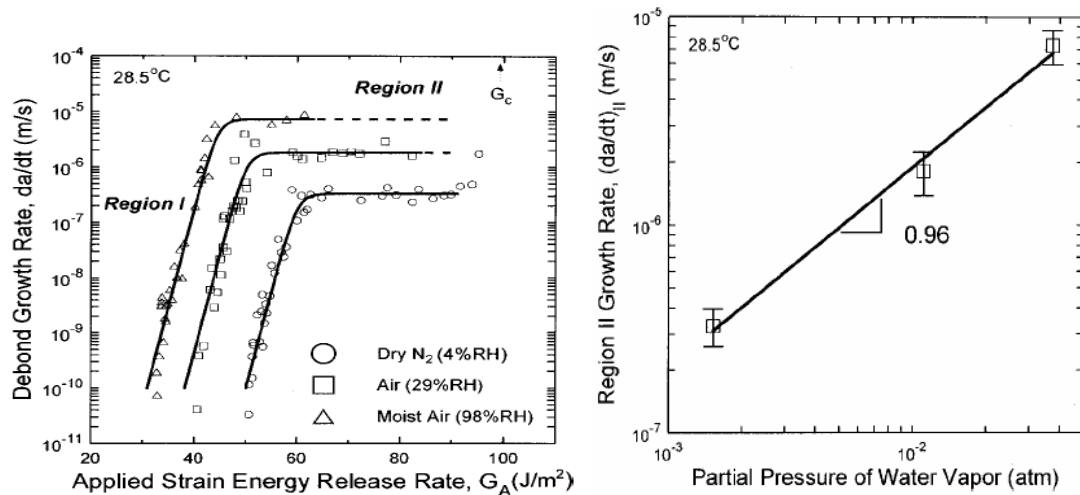 10⁻⁴
10⁻⁵
10⁻⁶
10⁻⁷
10⁻⁸
10⁻⁹
10⁻¹⁰
10⁻¹¹
Debond Growth Rate, da/dt (m/s)
28.5°C
Region II
G꜀
Region I
Dry N₂ (4%RH)
Air (29%RH)
Moist Air (98%RH)
20 40 60 80 100
Applied Strain Energy Release Rate, G_A(J/m²)
10⁻⁵
10⁻⁶
10⁻⁷
Region II Growth Rate, (da/dt)_II (m/s)
28.5°C
0.96
10⁻³ 10⁻²
Partial Pressure of Water Vapor (atm)